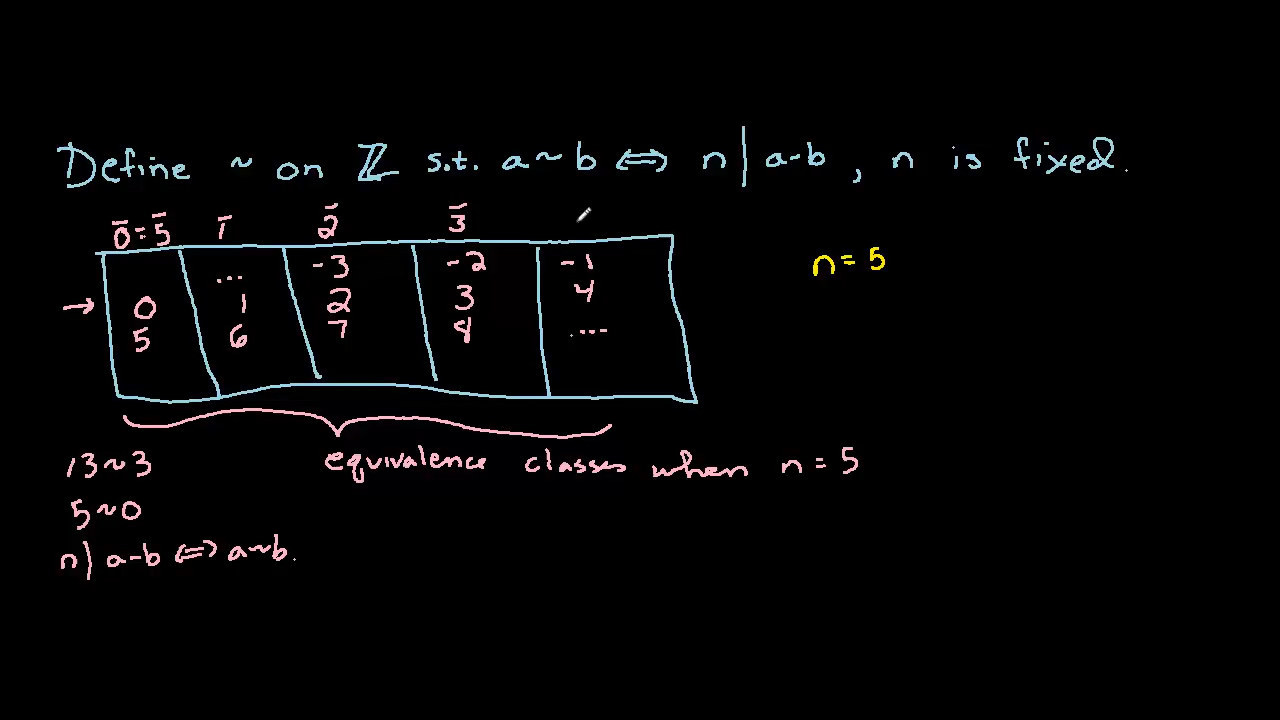 Define ~ on ℤ s.t. a ~ b ⟺ n | a-b , n is fixed.
0̄ = 5̄ 1̄ 2̄ 3̄
n = 5
... -3 -2 -1
→ 0 1 2 3 4
5 6 7 8 ....
13 ~ 3 equivalence classes when n = 5
5 ~ 0
n | a-b ⟺ a~b.